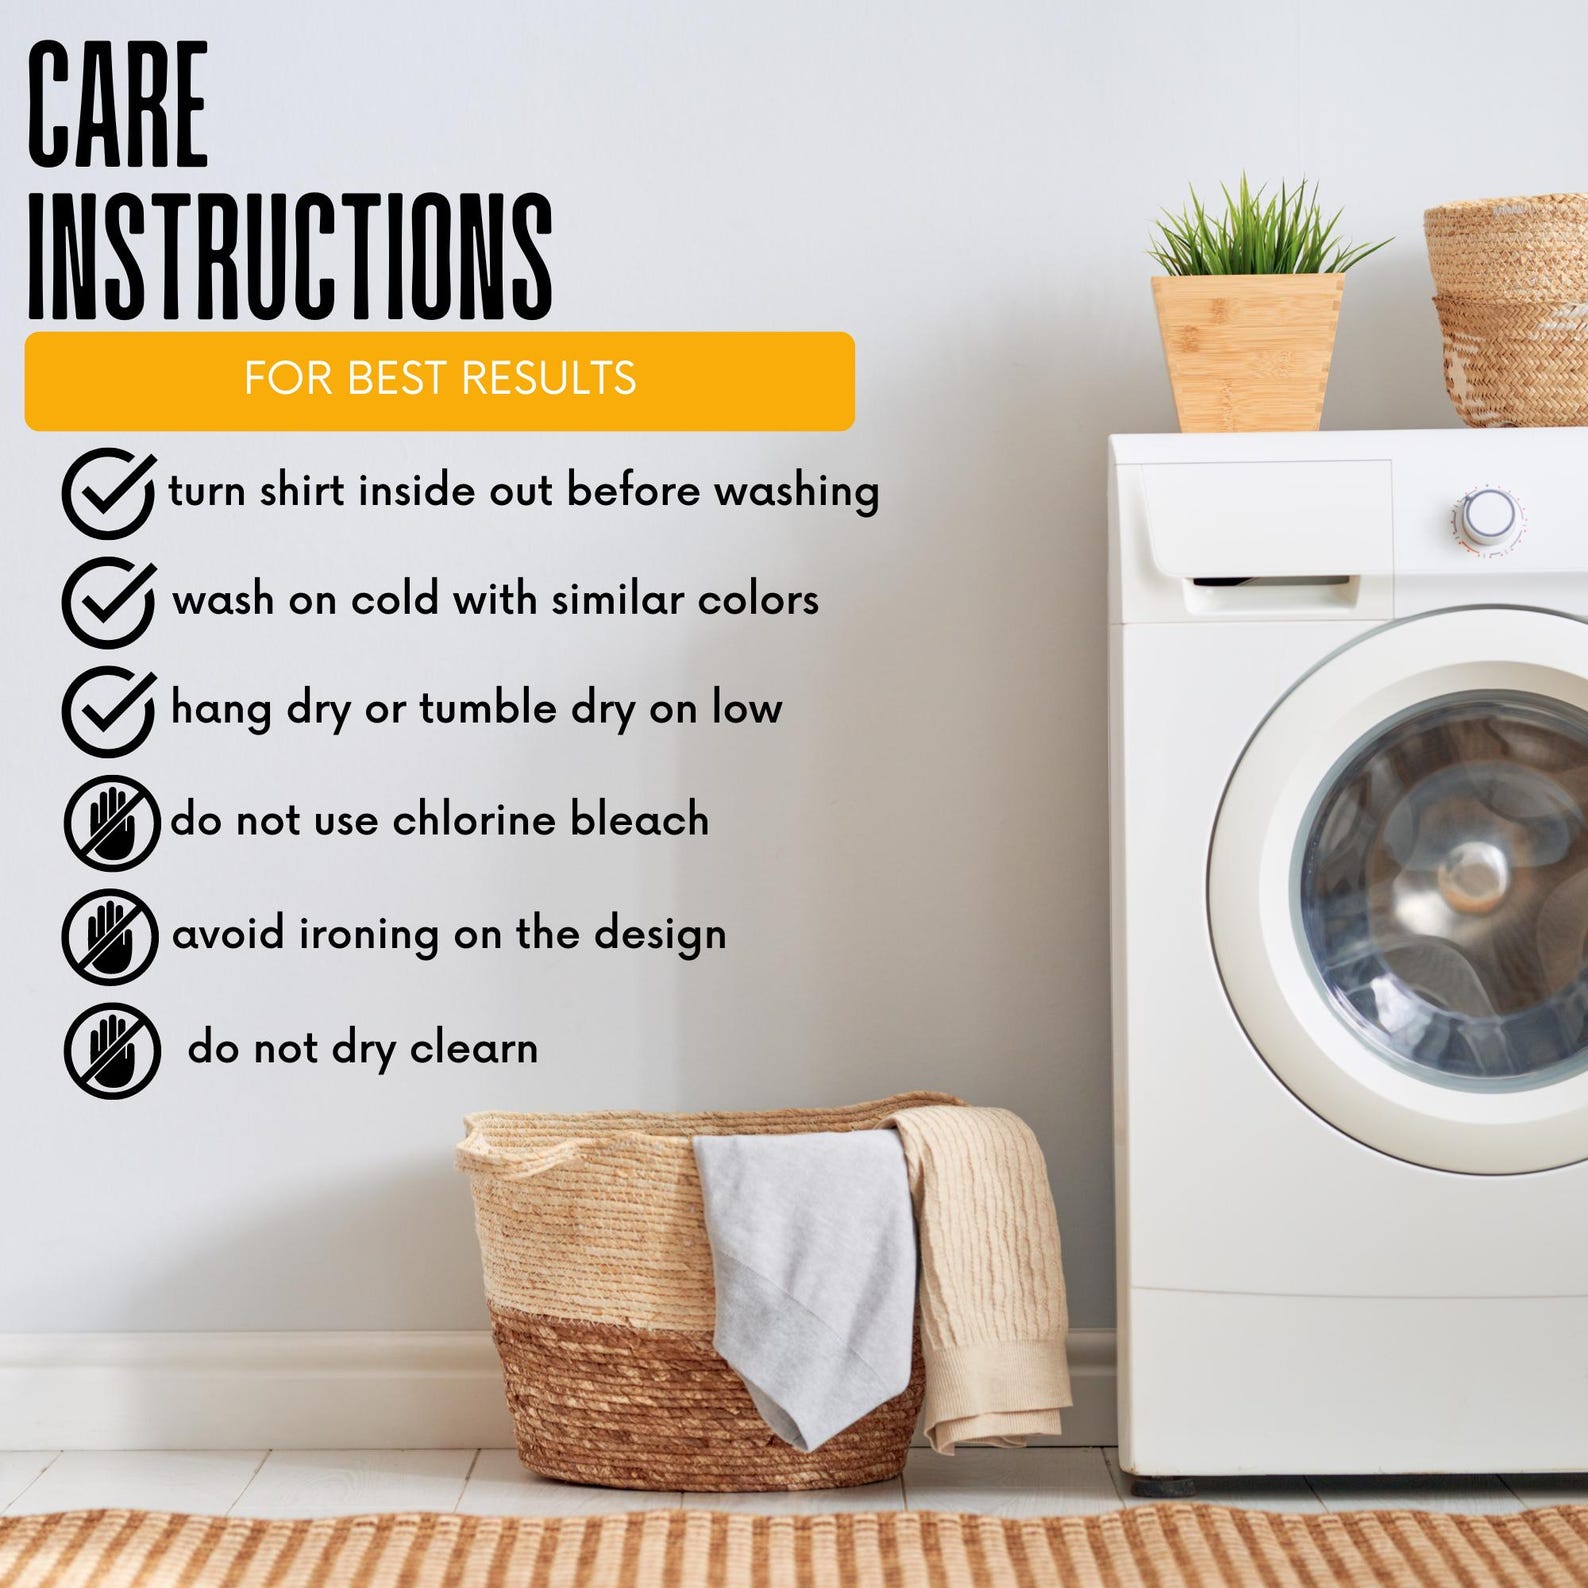 CARE
INSTRUCTIONS
FOR BEST RESULTS
turn shirt inside out before washing
wash on cold with similar colors
hang dry or tumble dry on low
do not use chlorine bleach
avoid ironing on the design
do not dry clearn